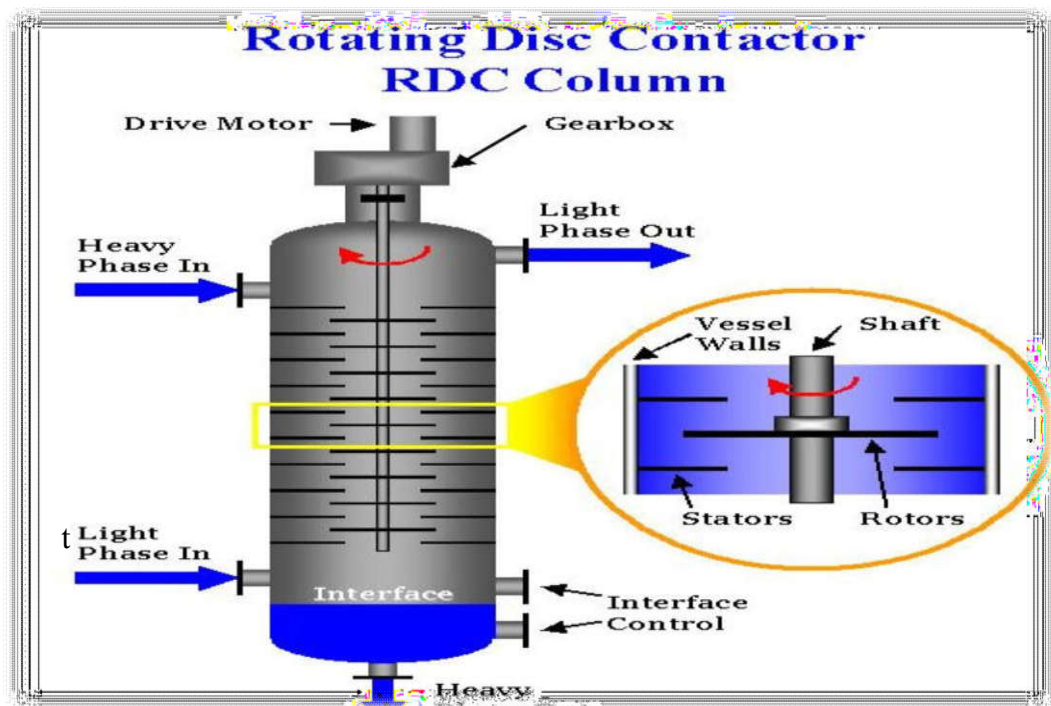 Rotating Disc Contactor
RDC Column
Drive Motor
Gearbox
Light
Phase Out
Heavy
Phase In
Vessel
Walls
Shaft
Stators
Rotors
t Light
Phase In
Interface
Interface
Control
Heavy